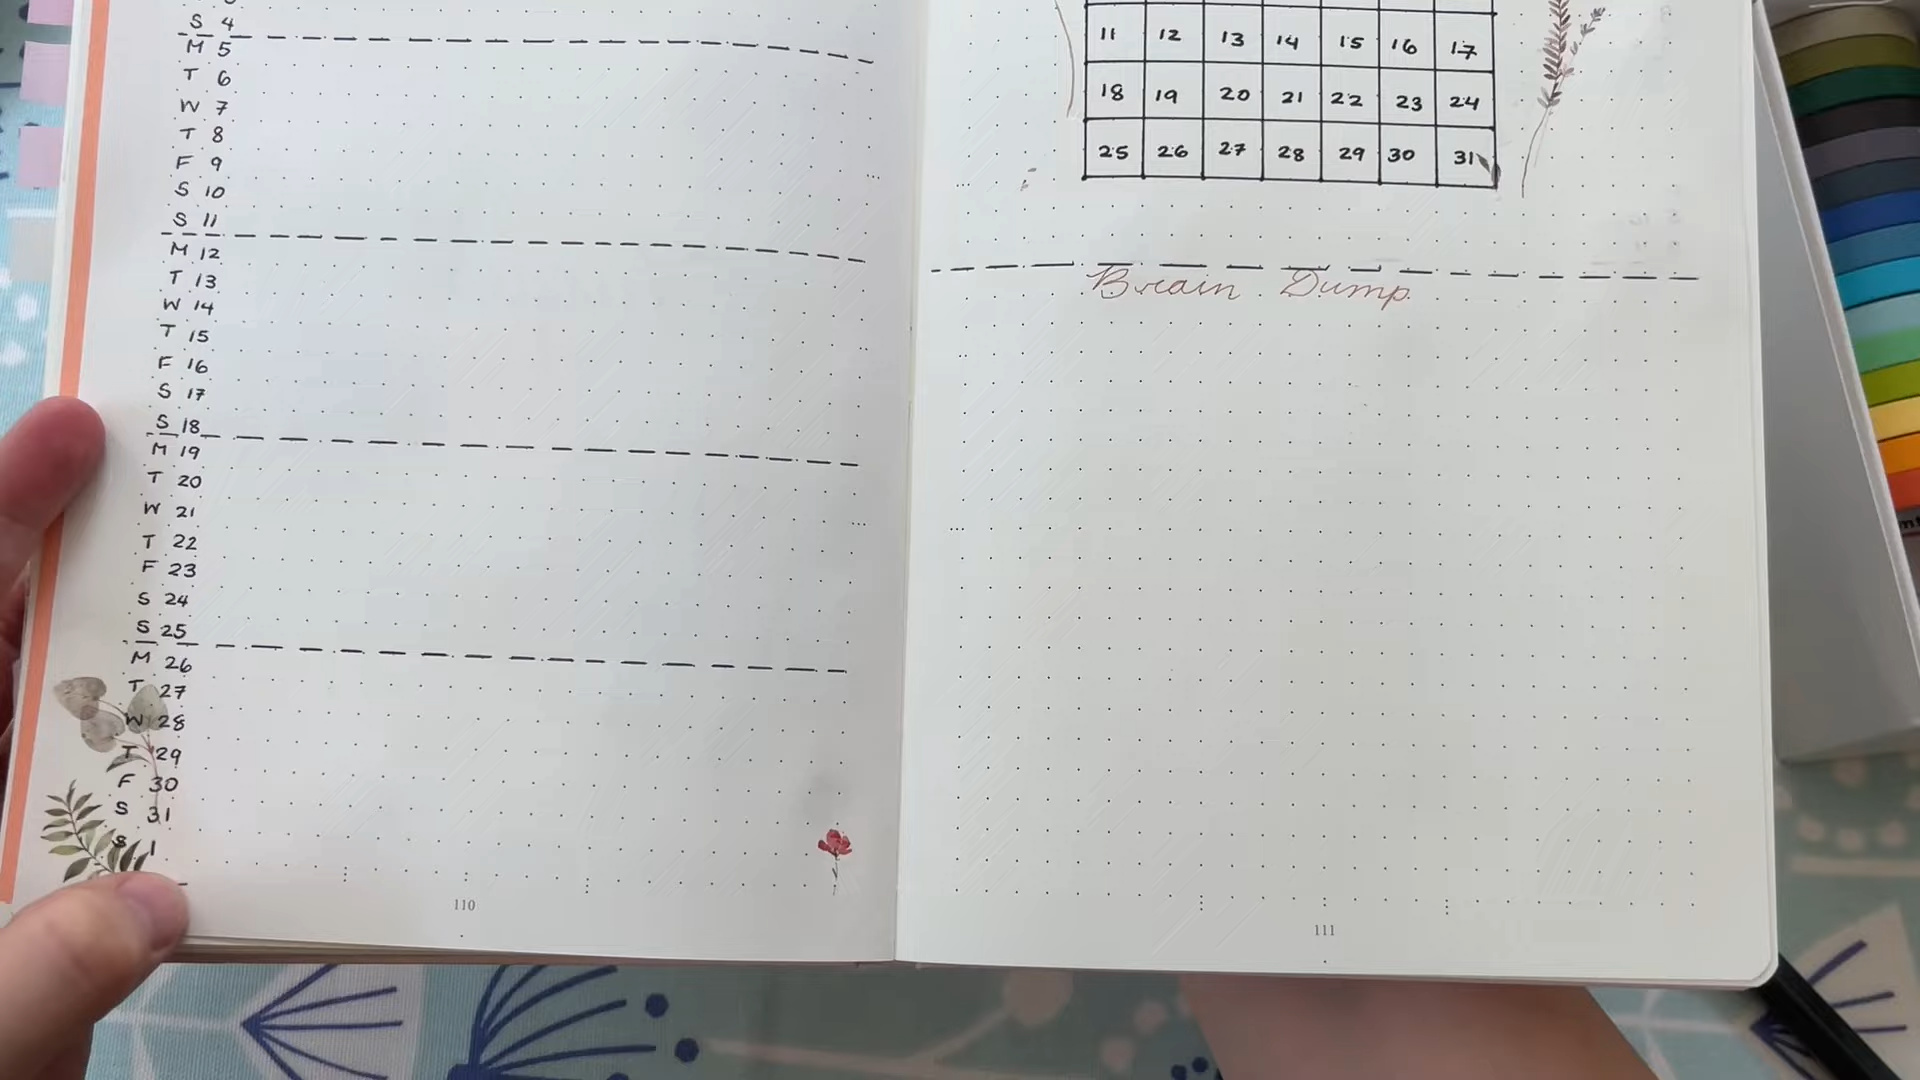 S 4
M 5
T 6
W 7
T 8
F 9
S 10
S 11
M 12
T 13
W 14
T 15
F 16
S 17
S 18
M 19
T 20
W 21
T 22
F 23
S 24
S 25
M 26
T 27
W 28
T 29
F 30
S 31
S 1
110
11 12 13 14 15 16 17
18 19 20 21 22 23 24
25 26 27 28 29 30 31
Brain Dump
111